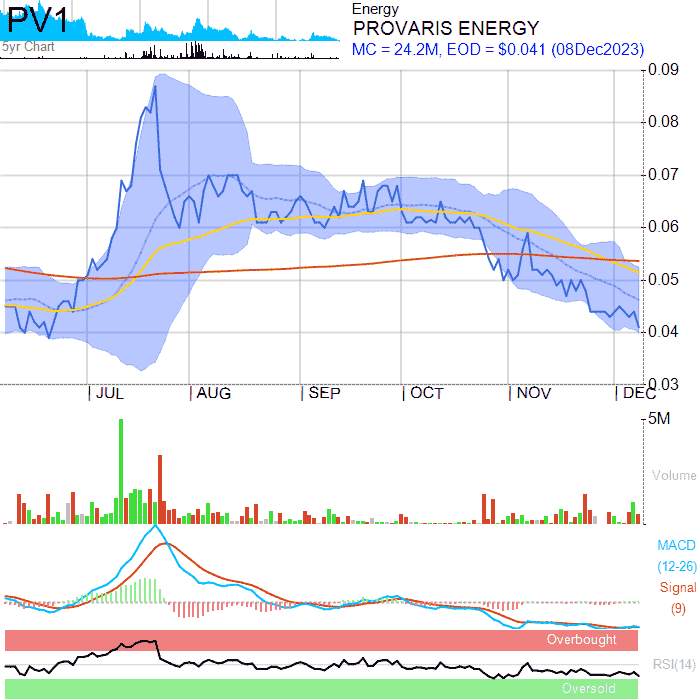 PV1
Energy
PROVARIS ENERGY
MC = 24.2M, EOD = $0.041 (08Dec2023)
5yr Chart
0.09
0.08
0.07
0.06
0.05
0.04
0.03
JUL AUG SEP OCT NOV DEC
5M
Volume
MACD
(12-26)
Signal
(9)
Overbought
RSI(14)
Oversold